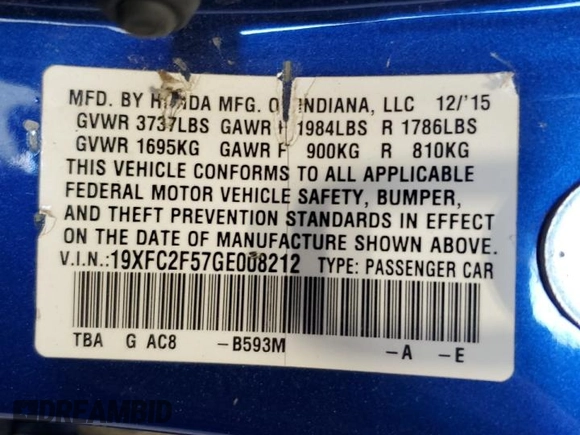 MFD. BY HONDA MFG. OF INDIANA, LLC 12/'15
GVWR 3737LBS GAWR F 1984LBS R 1786LBS
GVWR 1695KG GAWR F 900KG R 810KG
THIS VEHICLE CONFORMS TO ALL APPLICABLE
FEDERAL MOTOR VEHICLE SAFETY, BUMPER,
AND THEFT PREVENTION STANDARDS IN EFFECT
ON THE DATE OF MANUFACTURE SHOWN ABOVE.
V.I.N.:19XFC2F57GE008212 TYPE: PASSENGER CAR
TBA G AC8 -B593M -A -E
DREAMBID